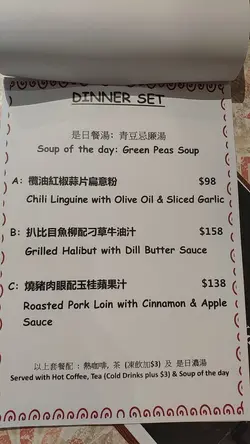 DINNER SET
是日餐湯: 青豆忌廉湯
Soup of the day: Green Peas Soup
A: 欖油紅椒蒜片扁意粉 $98
Chili Linguine with Olive Oil & Sliced Garlic
B: 扒比目魚柳配刁草牛油汁 $158
Grilled Halibut with Dill Butter Sauce
C: 燒豬肉眼配玉桂蘋果汁 $138
Roasted Pork Loin with Cinnamon & Apple
Sauce
以上套餐配 : 熱咖啡, 茶 (凍飲加$3) 及 是日濃湯
Served with Hot Coffee, Tea (Cold Drinks plus $3) & Soup of the day